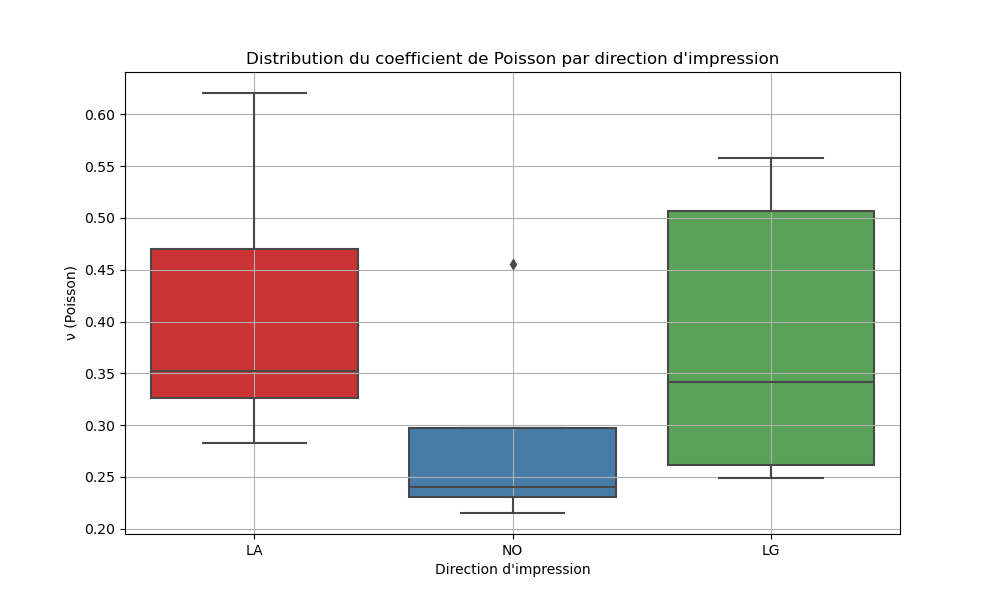 Distribution du coefficient de Poisson par direction d'impression
0.60
0.55
0.50
0.45
0.40
0.35
0.30
0.25
0.20
ν (Poisson)
LA NO LG
Direction d'impression